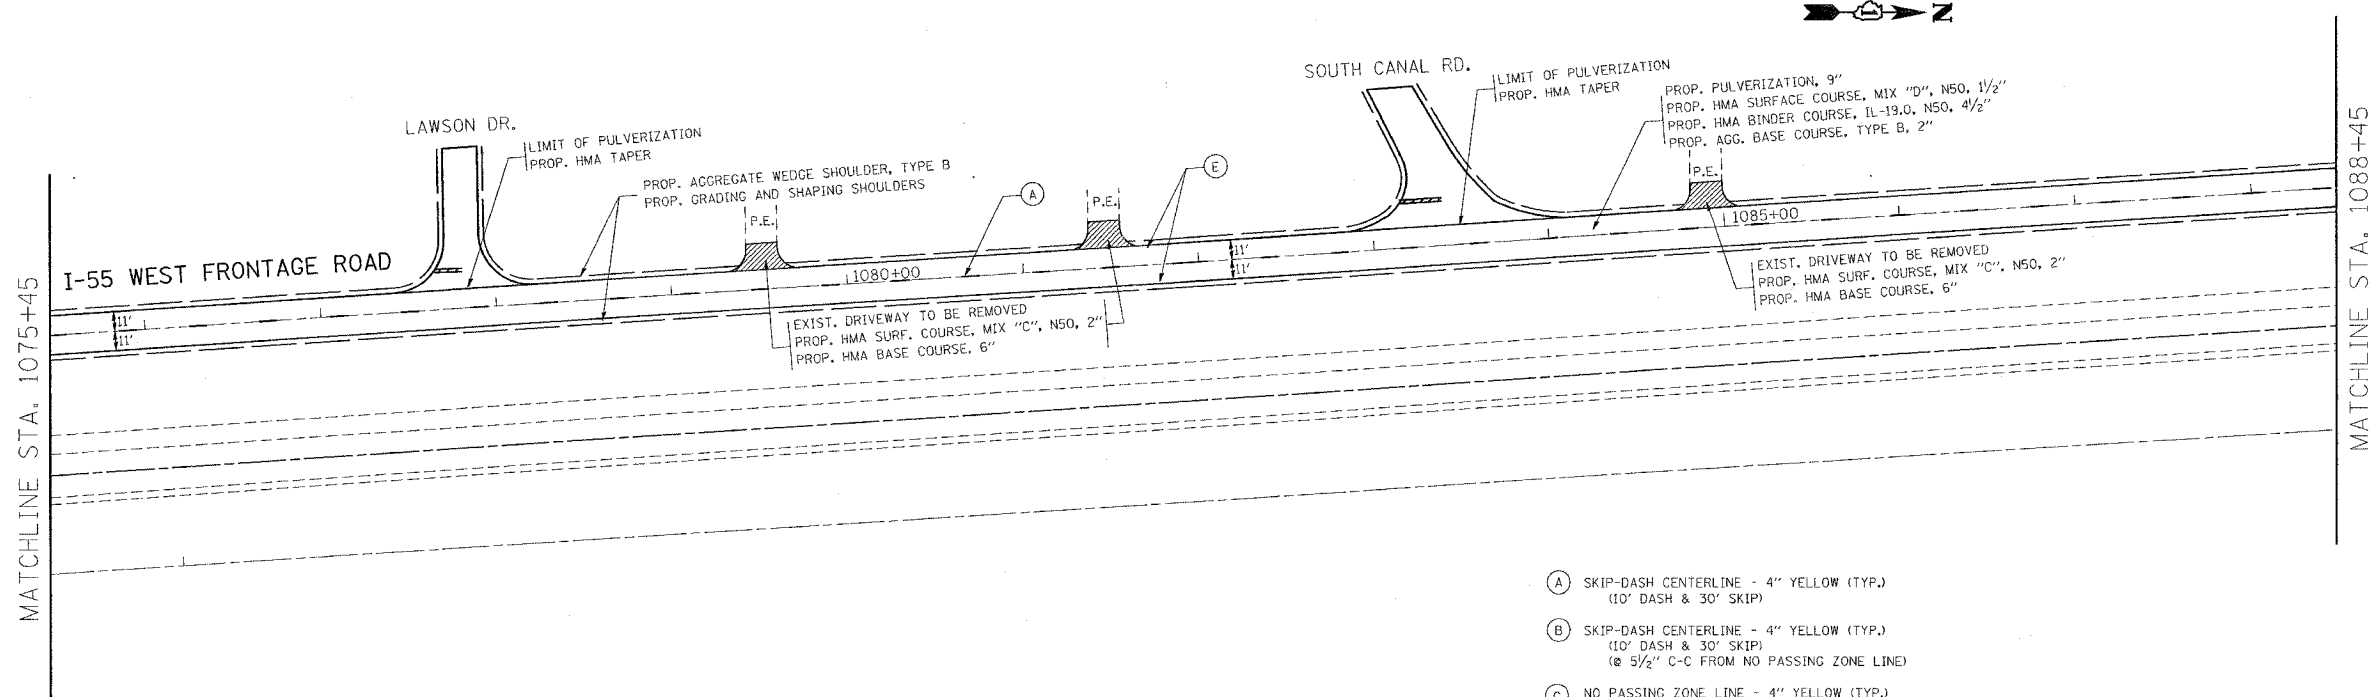 N
SOUTH CANAL RD.
LIMIT OF PULVERIZATION
PROP. HMA TAPER
PROP. PULVERIZATION, 9"
PROP. HMA SURFACE COURSE, MIX "D", N50, 1½"
PROP. HMA BINDER COURSE, IL-19.0, N50, 4½"
PROP. AGG. BASE COURSE, TYPE B, 2"
LAWSON DR.
LIMIT OF PULVERIZATION
PROP. HMA TAPER
PROP. AGGREGATE WEDGE SHOULDER, TYPE B
PROP. GRADING AND SHAPING SHOULDERS
A
E
P.E.
P.E.
P.E.
I-55 WEST FRONTAGE ROAD
1080+00
1085+00
11'
11'
11'
11'
EXIST. DRIVEWAY TO BE REMOVED
PROP. HMA SURF. COURSE, MIX "C", N50, 2"
PROP. HMA BASE COURSE, 6"
EXIST. DRIVEWAY TO BE REMOVED
PROP. HMA SURF. COURSE, MIX "C", N50, 2"
PROP. HMA BASE COURSE, 6"
MATCHLINE STA. 1075+45
MATCHLINE STA. 1088+45
A SKIP-DASH CENTERLINE - 4" YELLOW (TYP.)
(10' DASH & 30' SKIP)
B SKIP-DASH CENTERLINE - 4" YELLOW (TYP.)
(10' DASH & 30' SKIP)
(@ 5½" C-C FROM NO PASSING ZONE LINE)
C NO PASSING ZONE LINE - 4" YELLOW (TYP.)